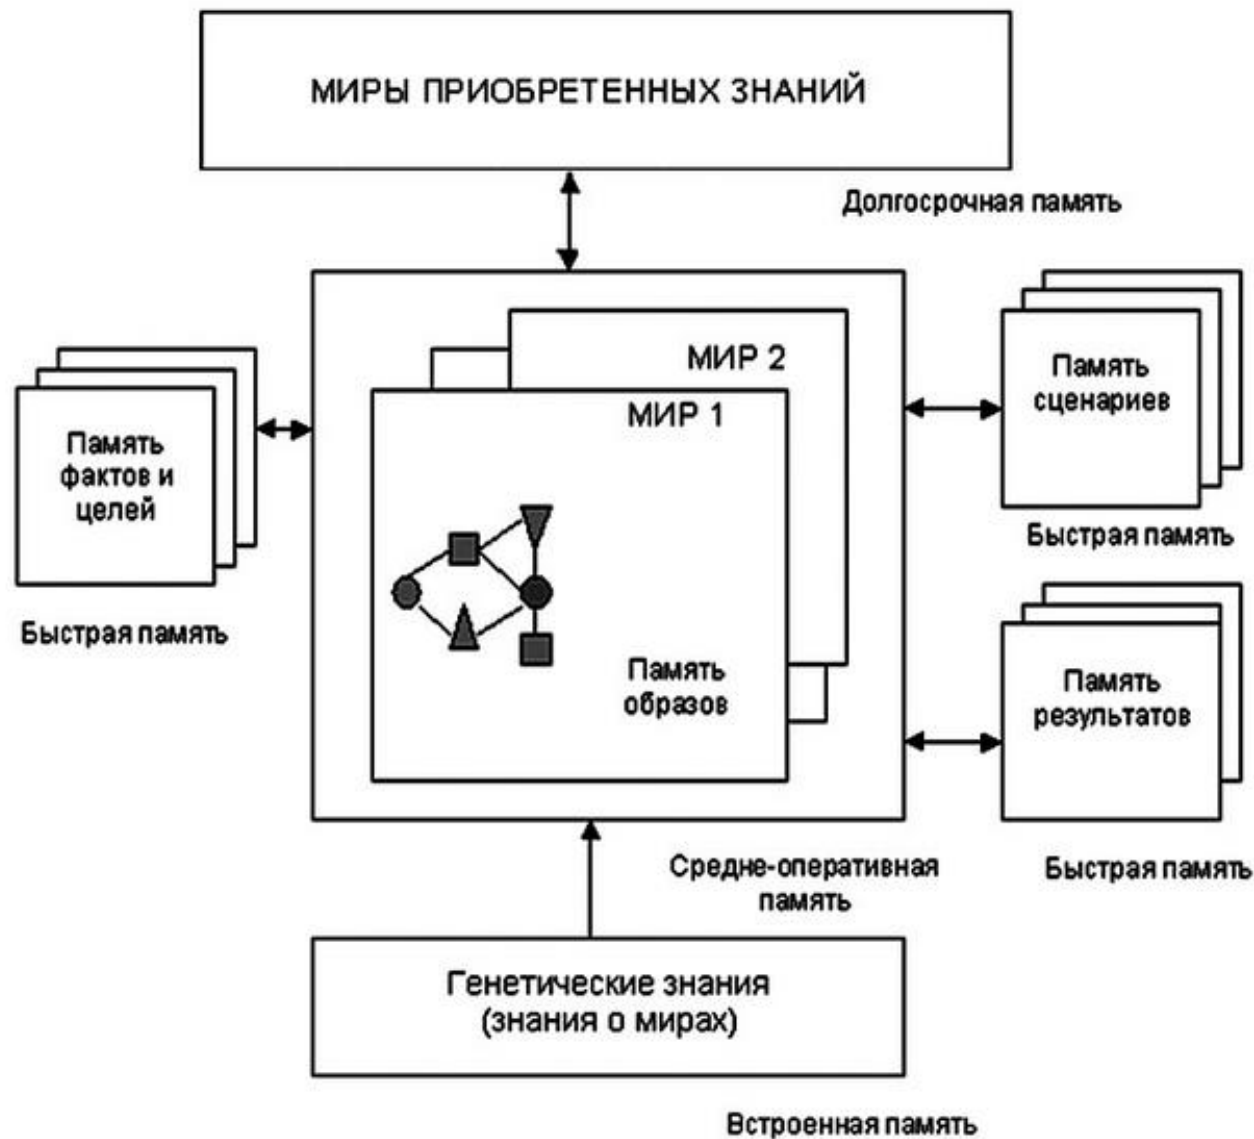 МИРЫ ПРИОБРЕТЕННЫХ ЗНАНИЙ
Долгосрочная память
МИР 2
МИР 1
Память
образов
Память
фактов и
целей
Быстрая память
Память
сценариев
Быстрая память
Память
результатов
Быстрая память
Средне-оперативная
память
Генетические знания
(знания о мирах)
Встроенная память